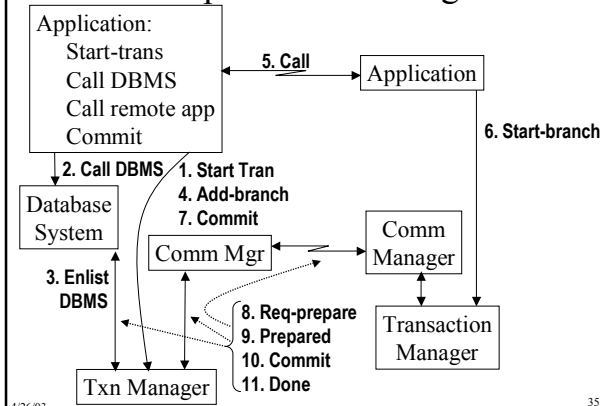 Application:
Start-trans
Call DBMS
Call remote app
Commit
5. Call
Application
6. Start-branch
2. Call DBMS
1. Start Tran
4. Add-branch
7. Commit
Database
System
Comm Mgr
Comm
Manager
3. Enlist
DBMS
8. Req-prepare
9. Prepared
10. Commit
11. Done
Transaction
Manager
Txn Manager
35